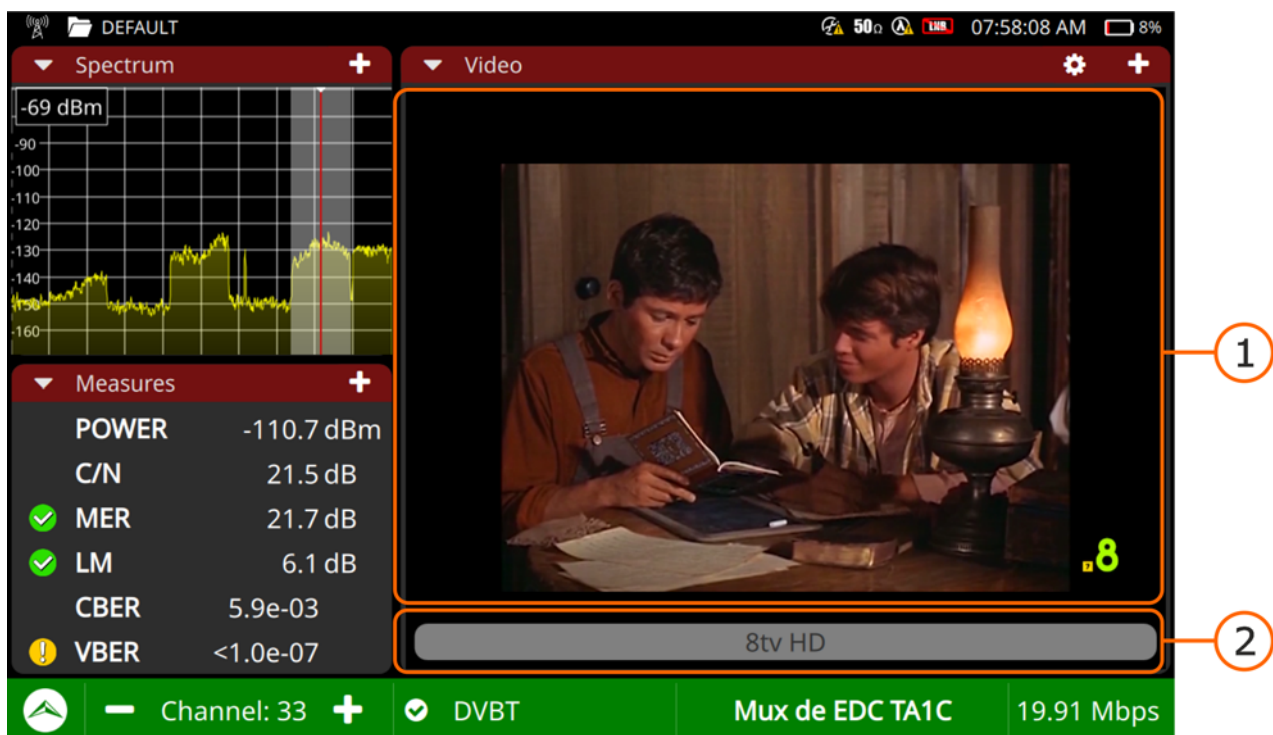 DEFAULT
50Ω
LNB
07:58:08 AM
8%
Spectrum
Video
-69 dBm
-90
-100
-110
-120
-130
-140
-150
-160
Measures
POWER -110.7 dBm
C/N 21.5 dB
MER 21.7 dB
LM 6.1 dB
CBER 5.9e-03
VBER <1.0e-07
7
.8
8tv HD
1
2
Channel: 33
DVBT
Mux de EDC TA1C
19.91 Mbps